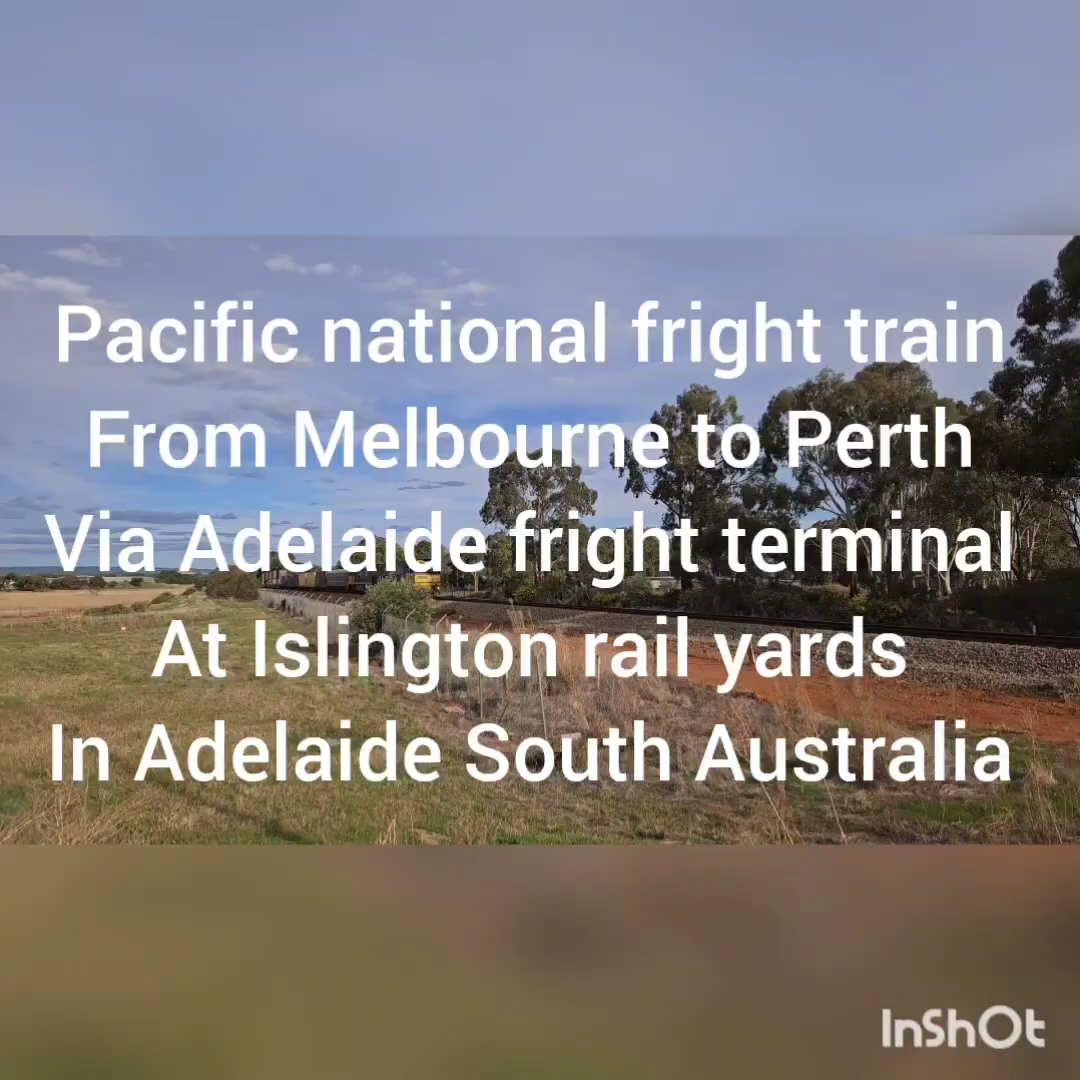 Pacific national fright train
From Melbourne to Perth
Via Adelaide fright terminal
At Islington rail yards
In Adelaide South Australia
InShOt